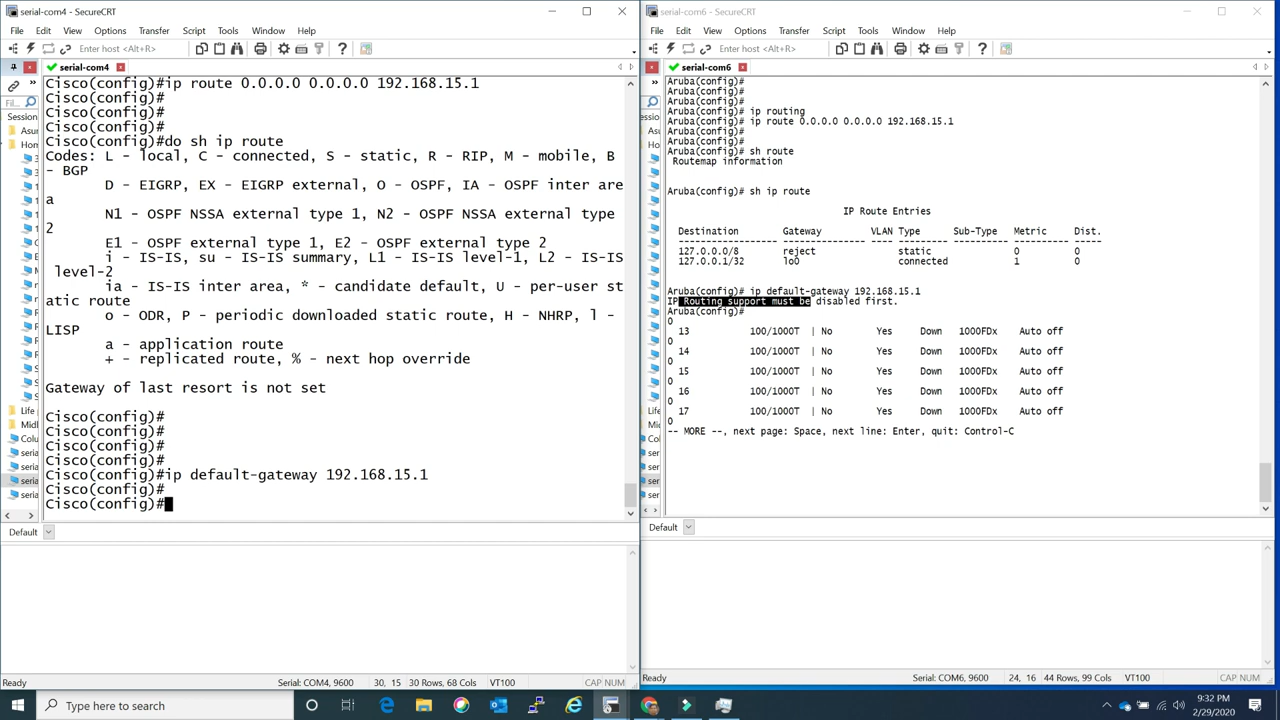 serial-com4 - SecureCRT
File Edit View Options Transfer Script Tools Window Help
Enter host <Alt+R>
serial-com4
Cisco(config)#ip route 0.0.0.0 0.0.0.0 192.168.15.1
Cisco(config)#
Cisco(config)#
Cisco(config)#
Cisco(config)#do sh ip route
Codes: L - local, C - connected, S - static, R - RIP, M - mobile, B
- BGP
D - EIGRP, EX - EIGRP external, O - OSPF, IA - OSPF inter are
a
N1 - OSPF NSSA external type 1, N2 - OSPF NSSA external type
2
E1 - OSPF external type 1, E2 - OSPF external type 2
i - IS-IS, su - IS-IS summary, L1 - IS-IS level-1, L2 - IS-IS
level-2
ia - IS-IS inter area, * - candidate default, U - per-user st
atic route
o - ODR, P - periodic downloaded static route, H - NHRP, l -
LISP
a - application route
+ - replicated route, % - next hop override
Gateway of last resort is not set
Cisco(config)#
Cisco(config)#
Cisco(config)#
Cisco(config)#
Cisco(config)#ip default-gateway 192.168.15.1
Cisco(config)#
Cisco(config)#
Default
Ready Serial: COM4, 9600 30, 15 30 Rows, 68 Cols VT100 CAP NUM
serial-com6 - SecureCRT
File Edit View Options Transfer Script Tools Window Help
Enter host <Alt+R>
serial-com6
Aruba(config)#
Aruba(config)#
Aruba(config)#
Aruba(config)# ip routing
Aruba(config)# ip route 0.0.0.0 0.0.0.0 192.168.15.1
Aruba(config)#
Aruba(config)#
Aruba(config)# sh route
Routemap information
Aruba(config)# sh ip route
IP Route Entries
Destination Gateway VLAN Type Sub-Type Metric Dist.
------------------ --------------- ---- --------- ---------- ---------- -----
127.0.0.0/8 reject static 0 0
127.0.0.1/32 lo0 connected 1 0
Aruba(config)# ip default-gateway 192.168.15.1
IP Routing support must be disabled first.
Aruba(config)#
0
13 100/1000T | No Yes Down 1000FDx Auto off
0
14 100/1000T | No Yes Down 1000FDx Auto off
0
15 100/1000T | No Yes Down 1000FDx Auto off
0
16 100/1000T | No Yes Down 1000FDx Auto off
0
17 100/1000T | No Yes Down 1000FDx Auto off
0
-- MORE --, next page: Space, next line: Enter, quit: Control-C
Default
Ready Serial: COM6, 9600 24, 16 44 Rows, 99 Cols VT100 CAP NUM
Type here to search
9:32 PM
2/29/2020